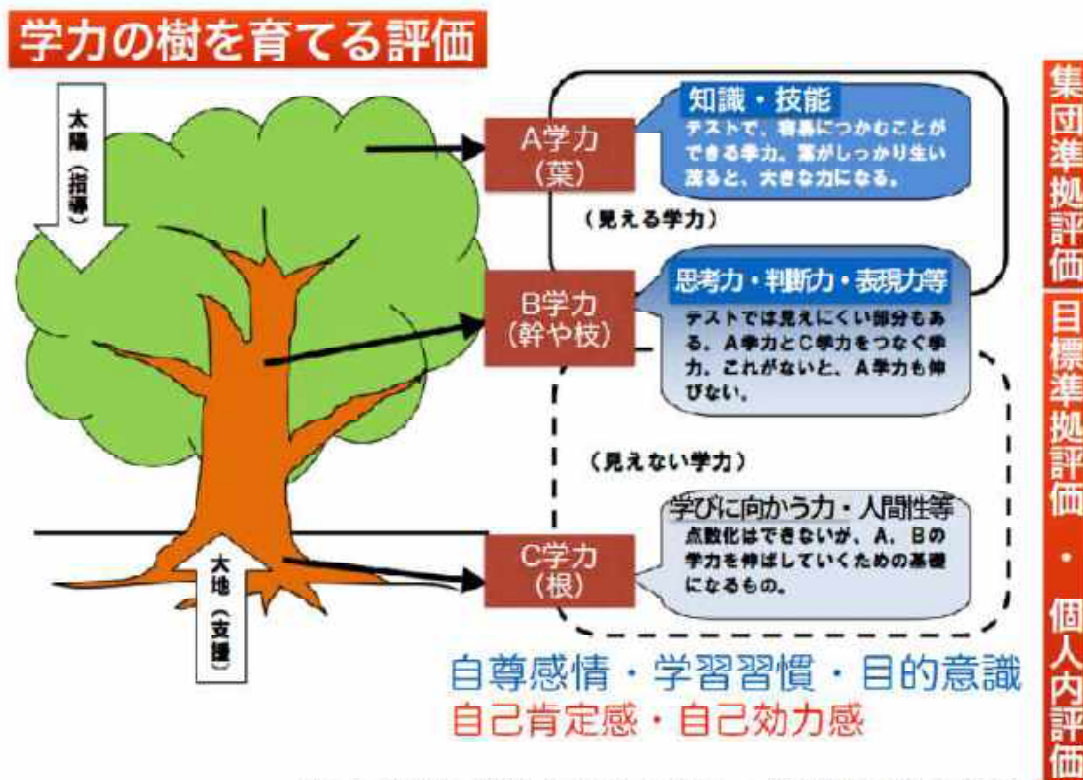 学力の樹を育てる評価
太陽（指導）
A学力
（葉）
知識・技能
テストで、容易につかむことが
できる学力。葉がしっかり生い
茂ると、大きな力になる。
（見える学力）
B学力
（幹や枝）
思考力・判断力・表現力等
テストでは見えにくい部分もあ
る、A学力とC学力をつなぐ学
力。これがないと、A学力も伸
びない。
（見えない学力）
C学力
（根）
学びに向かう力・人間性等
点数化はできないが、A、Bの
学力を伸ばしていくための基礎
になるもの。
大地（支援）
自尊感情・学習習慣・目的意識
自己肯定感・自己効力感
集団準拠評価
目標準拠評価・個人内評価